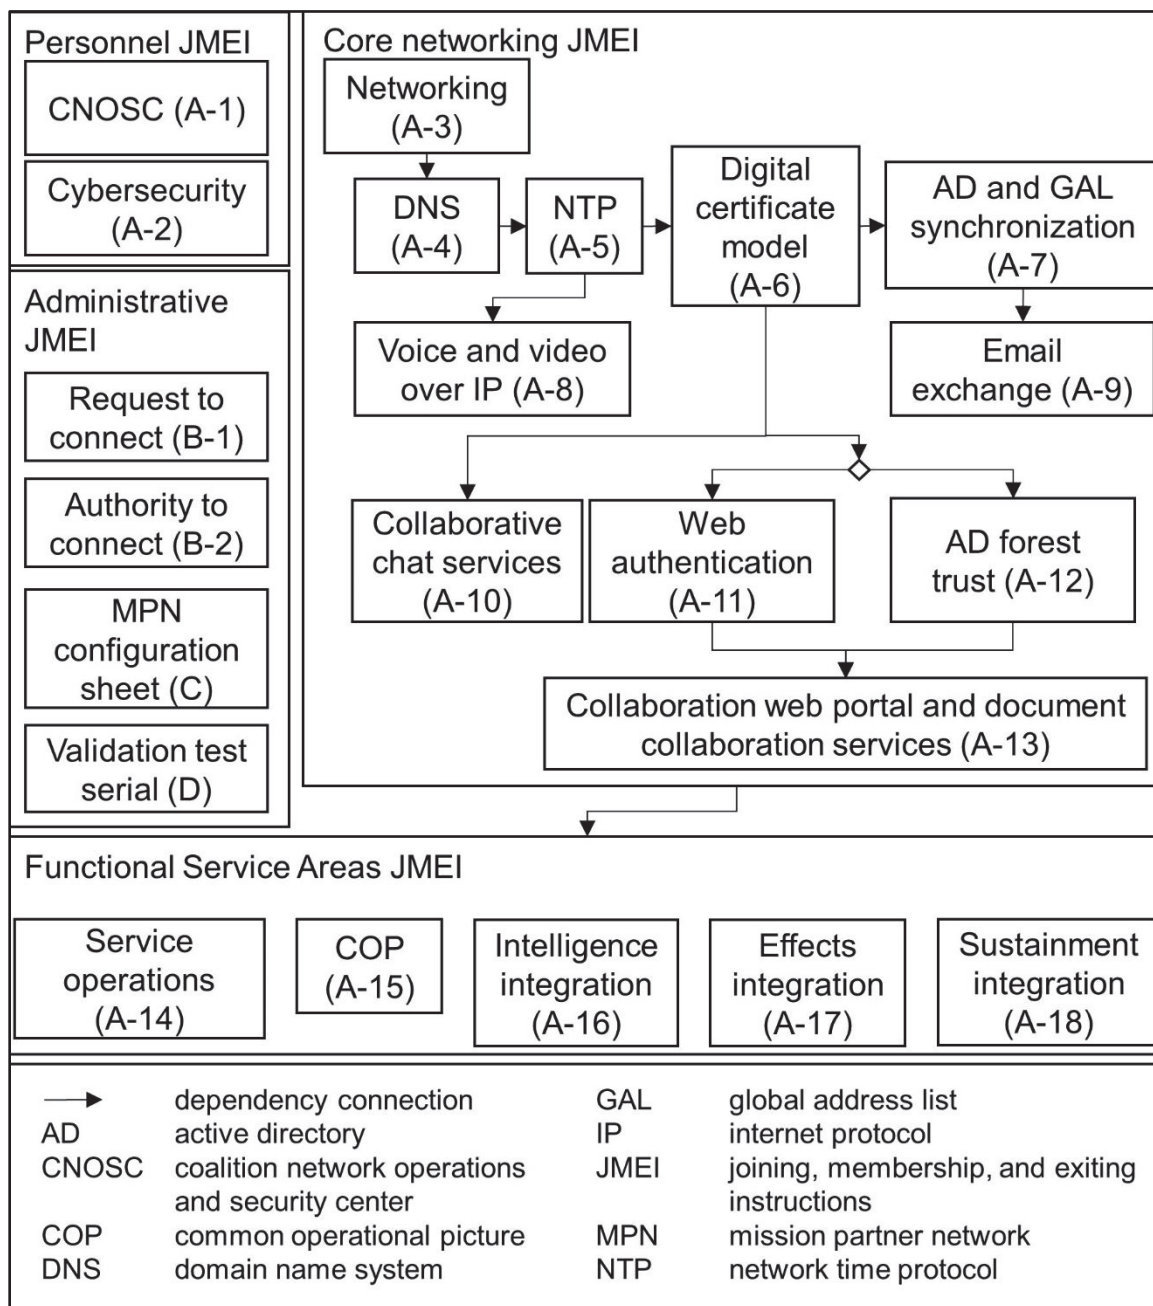 Personnel JMEI
CNOSC (A-1)
Cybersecurity
(A-2)
Administrative
JMEI
Request to
connect (B-1)
Authority to
connect (B-2)
MPN
configuration
sheet (C)
Validation test
serial (D)
Core networking JMEI
Networking
(A-3)
DNS
(A-4)
NTP
(A-5)
Digital
certificate
model
(A-6)
AD and GAL
synchronization
(A-7)
Voice and video
over IP (A-8)
Email
exchange (A-9)
Collaborative
chat services
(A-10)
Web
authentication
(A-11)
AD forest
trust (A-12)
Collaboration web portal and document
collaboration services (A-13)
Functional Service Areas JMEI
Service
operations
(A-14)
COP
(A-15)
Intelligence
integration
(A-16)
Effects
integration
(A-17)
Sustainment
integration
(A-18)
dependency connection
AD active directory
CNOSC coalition network operations
and security center
COP common operational picture
DNS domain name system
GAL global address list
IP internet protocol
JMEI joining, membership, and exiting
instructions
MPN mission partner network
NTP network time protocol